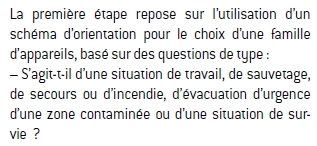 La première étape repose sur l'utilisation d'un
schéma d'orientation pour le choix d'une famille
d'appareils, basé sur des questions de type :
– S'agit-t-il d'une situation de travail, de sauvetage,
de secours ou d'incendie, d'évacuation d'urgence
d'une zone contaminée ou d'une situation de sur-
vie ?